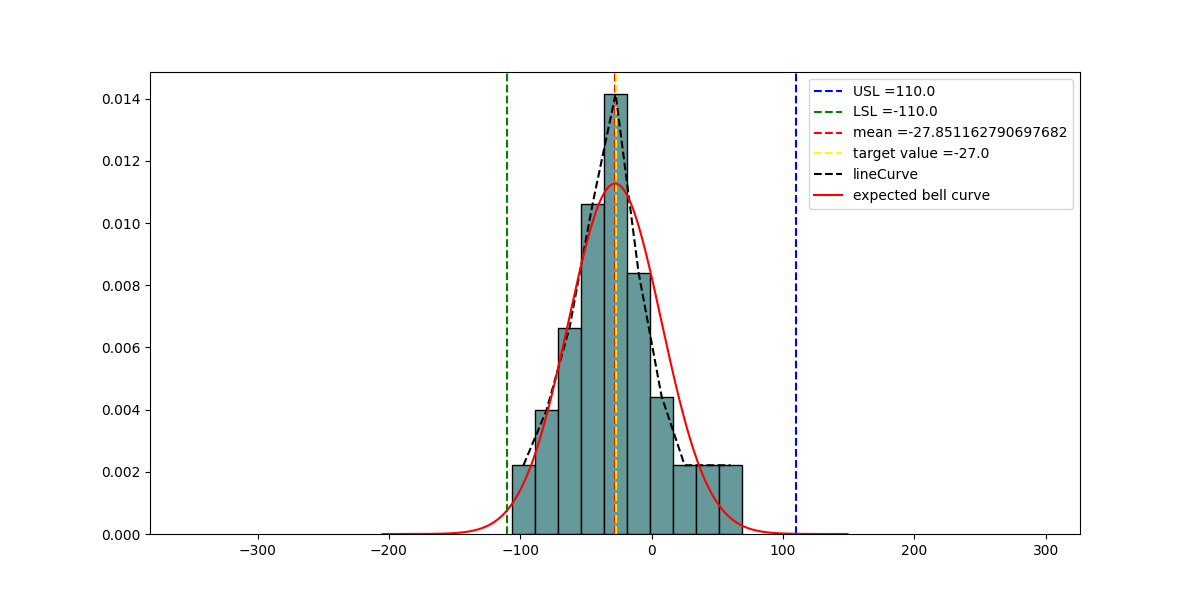 0.014
0.012
0.010
0.008
0.006
0.004
0.002
0.000
−300
−200
−100
0
100
200
300
USL =110.0
LSL =-110.0
mean =-27.851162790697682
target value =-27.0
lineCurve
expected bell curve